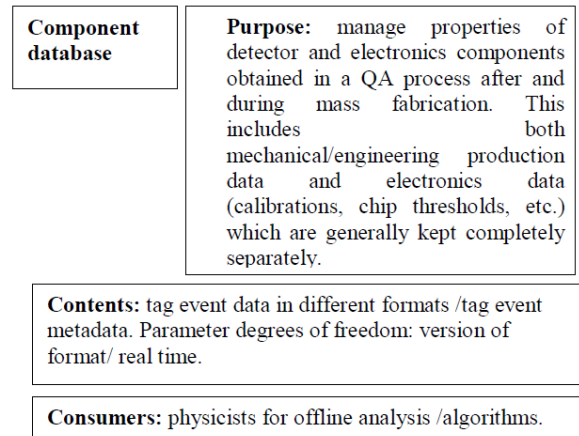 Component
database
Purpose: manage properties of
detector and electronics components
obtained in a QA process after and
during mass fabrication. This
includes both
mechanical/engineering production
data and electronics data
(calibrations, chip thresholds, etc.)
which are generally kept completely
separately.
Contents: tag event data in different formats /tag event
metadata. Parameter degrees of freedom: version of
format/ real time.
Consumers: physicists for offline analysis /algorithms.